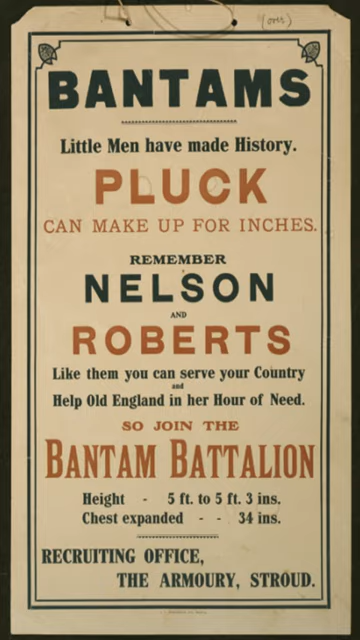 (over)
BANTAMS
Little Men have made History.
PLUCK
CAN MAKE UP FOR INCHES.
REMEMBER
NELSON
AND
ROBERTS
Like them you can serve your Country
and
Help Old England in her Hour of Need.
SO JOIN THE
BANTAM BATTALION
Height - 5 ft. to 5 ft. 3 ins.
Chest expanded - - 34 ins.
RECRUITING OFFICE,
THE ARMOURY, STROUD.